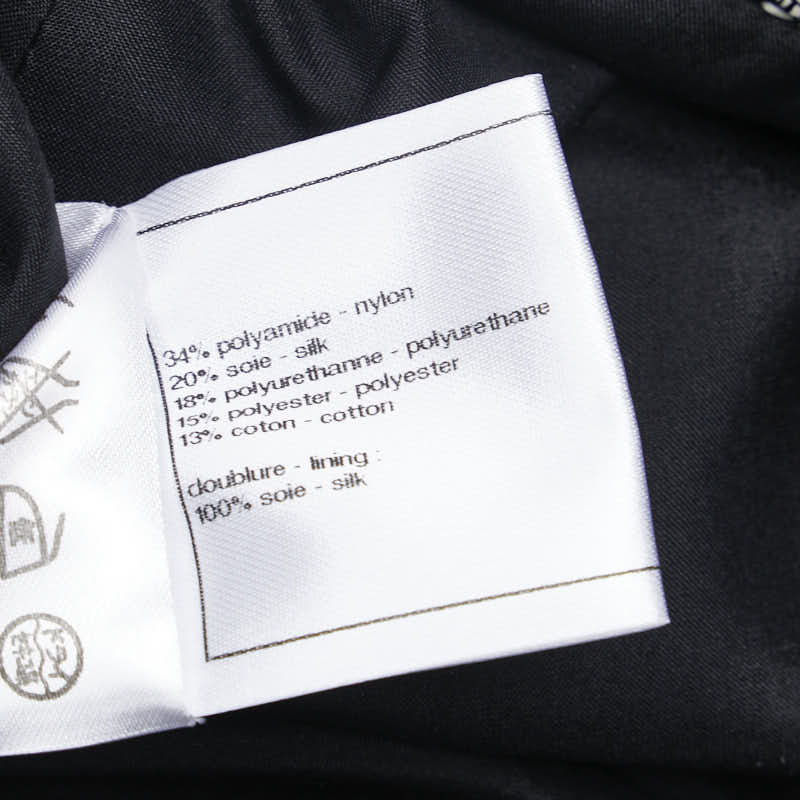 34% polyamide - nylon
20% soie - silk
18% polyurethanne - polyurethane
15% polyester - polyester
13% coton - cotton
doublure - lining :
100% soie - silk